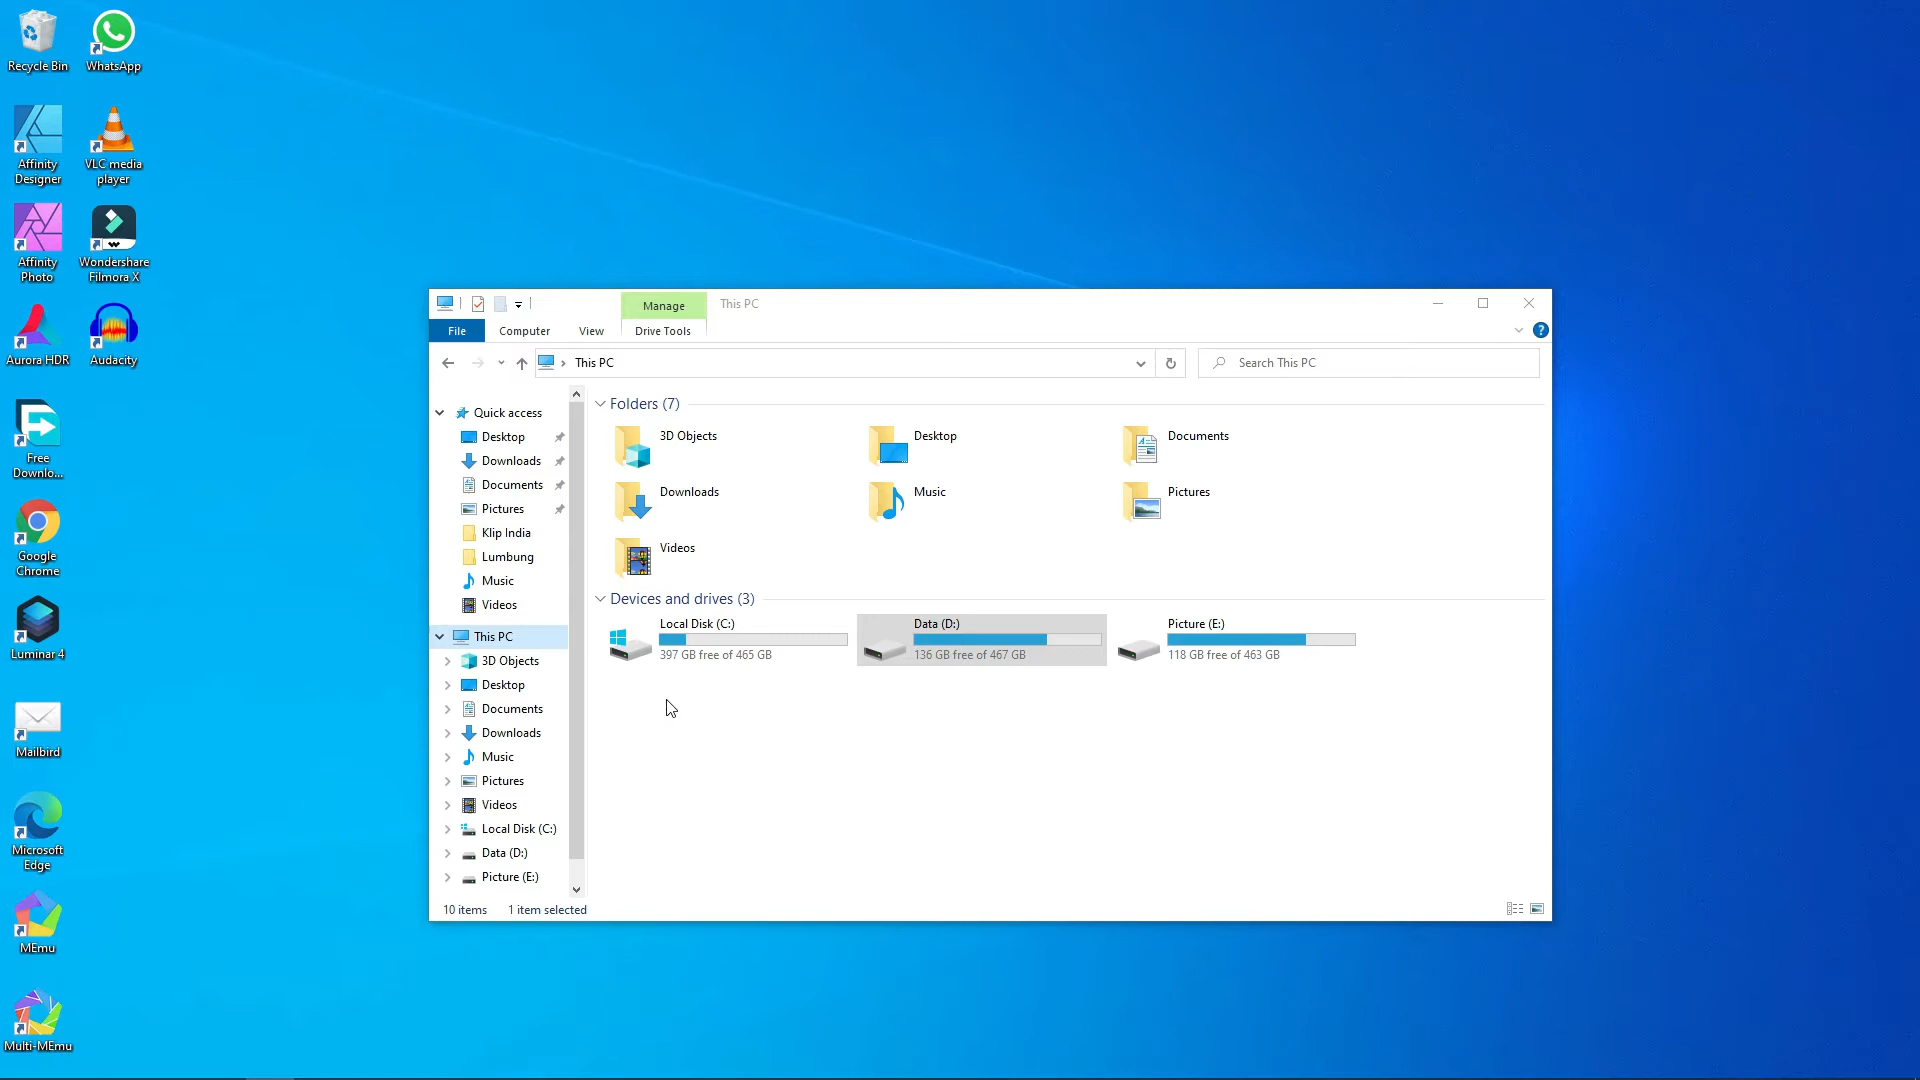 Recycle Bin
WhatsApp
Affinity
Designer
VLC media
player
Affinity
Photo
Wondershare
Filmora X
Aurora HDR
Audacity
Free
Downlo...
Google
Chrome
Luminar 4
Mailbird
Microsoft
Edge
MEmu
Multi-MEmu
Manage
This PC
File
Computer
View
Drive Tools
?
This PC
Search This PC
Quick access
Desktop
Downloads
Documents
Pictures
Klip India
Lumbung
Music
Videos
This PC
3D Objects
Desktop
Documents
Downloads
Music
Pictures
Videos
Local Disk (C:)
Data (D:)
Picture (E:)
Folders (7)
3D Objects
Desktop
Documents
Downloads
Music
Pictures
Videos
Devices and drives (3)
Local Disk (C:)
397 GB free of 465 GB
Data (D:)
136 GB free of 467 GB
Picture (E:)
118 GB free of 463 GB
10 items
1 item selected